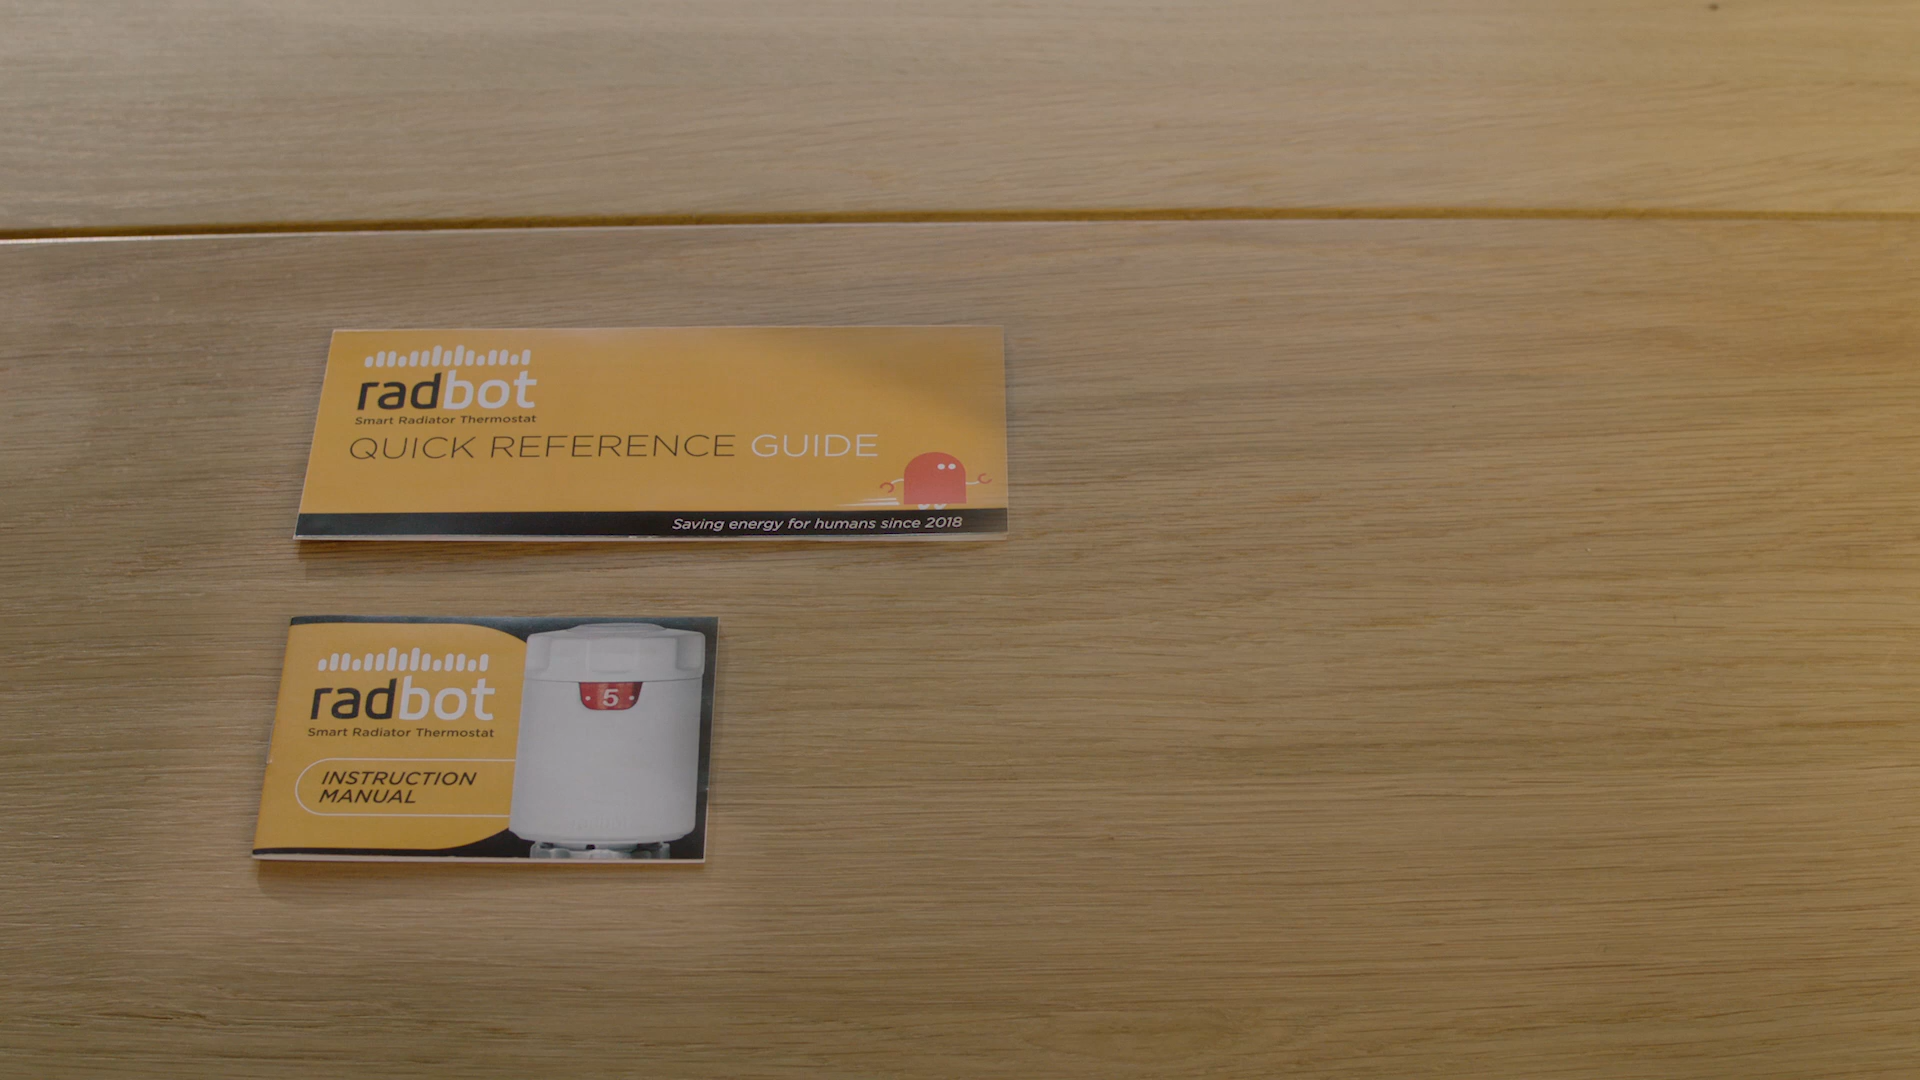 radbot
Smart Radiator Thermostat
QUICK REFERENCE GUIDE
Saving energy for humans since 2018
radbot
Smart Radiator Thermostat
INSTRUCTION
MANUAL
5